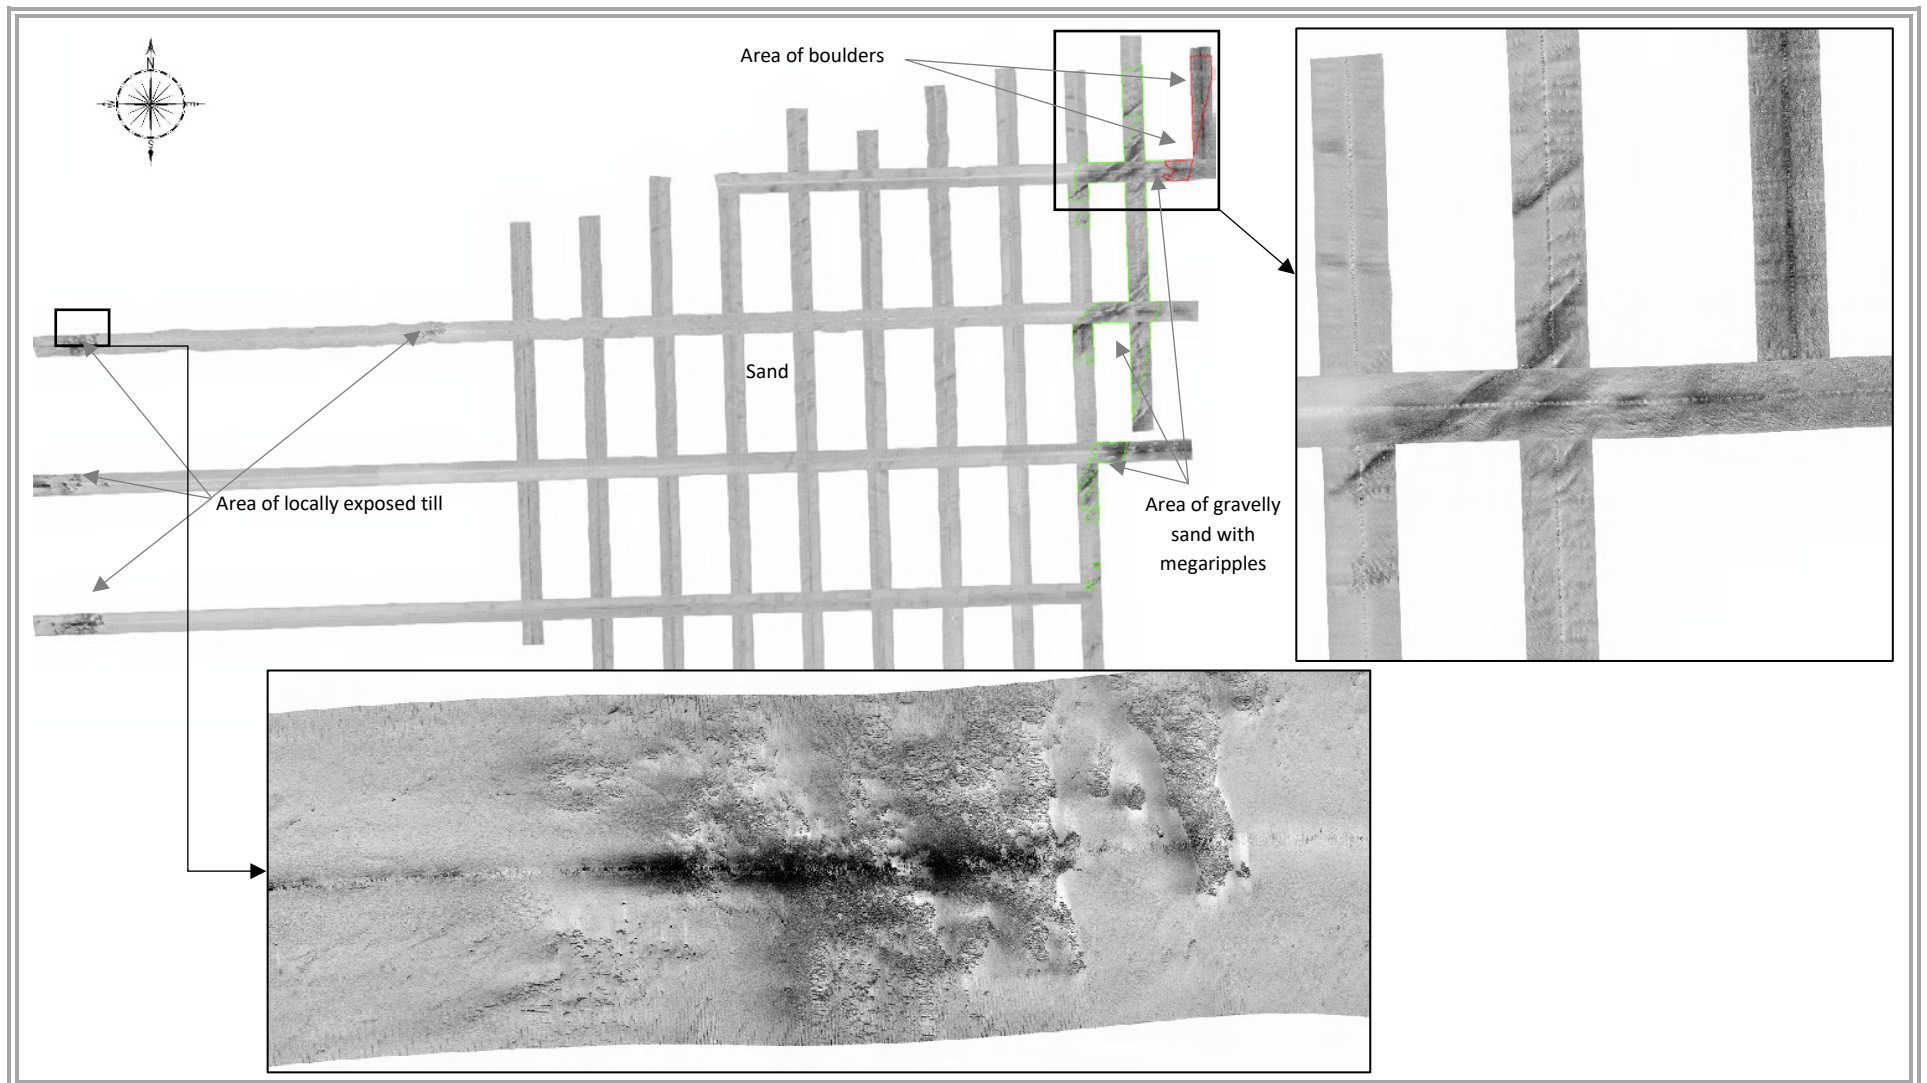 N
W
E
S
Area of boulders
Sand
Area of locally exposed till
Area of gravelly
sand with
megaripples